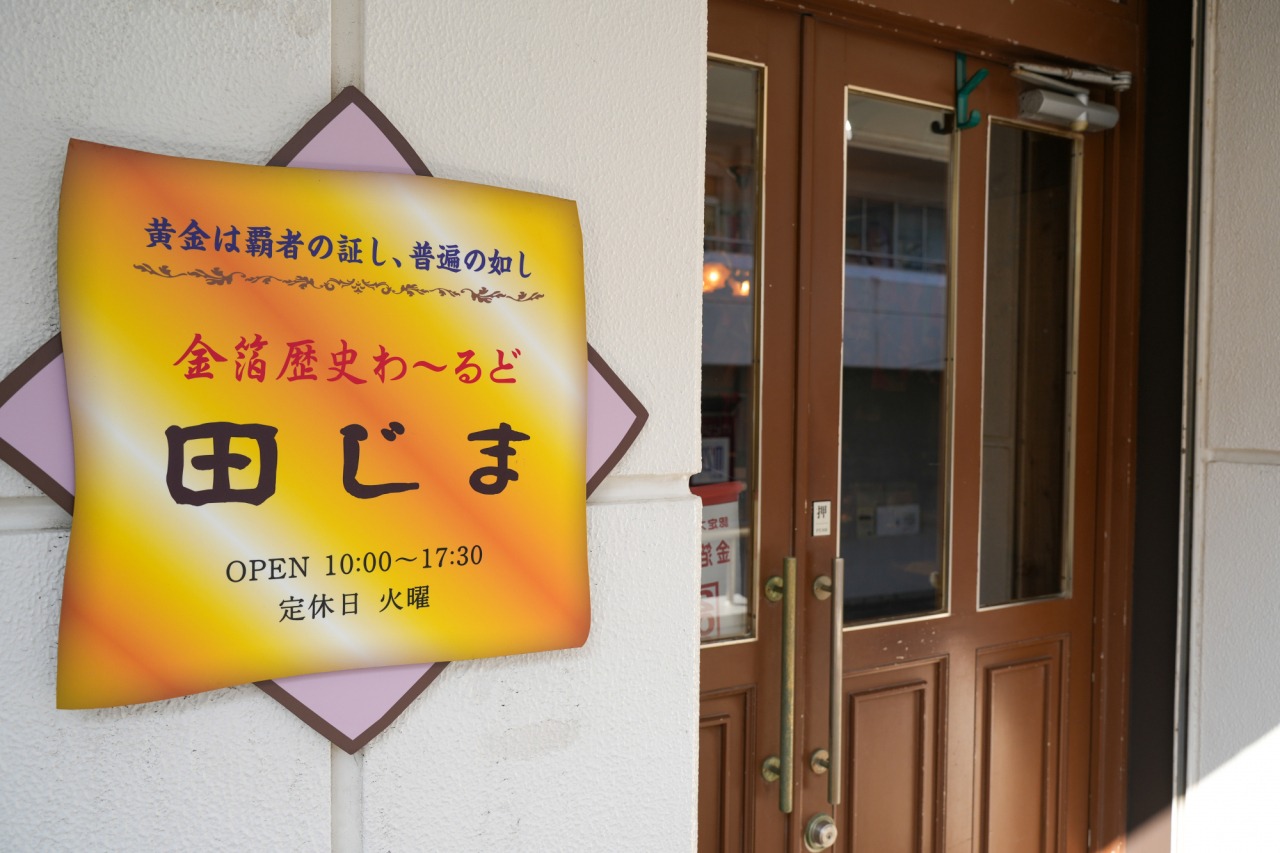 黄金は覇者の証し、普遍の如し
金箔歴史わ〜るど
田じま
OPEN 10:00〜17:30
定休日 火曜
押